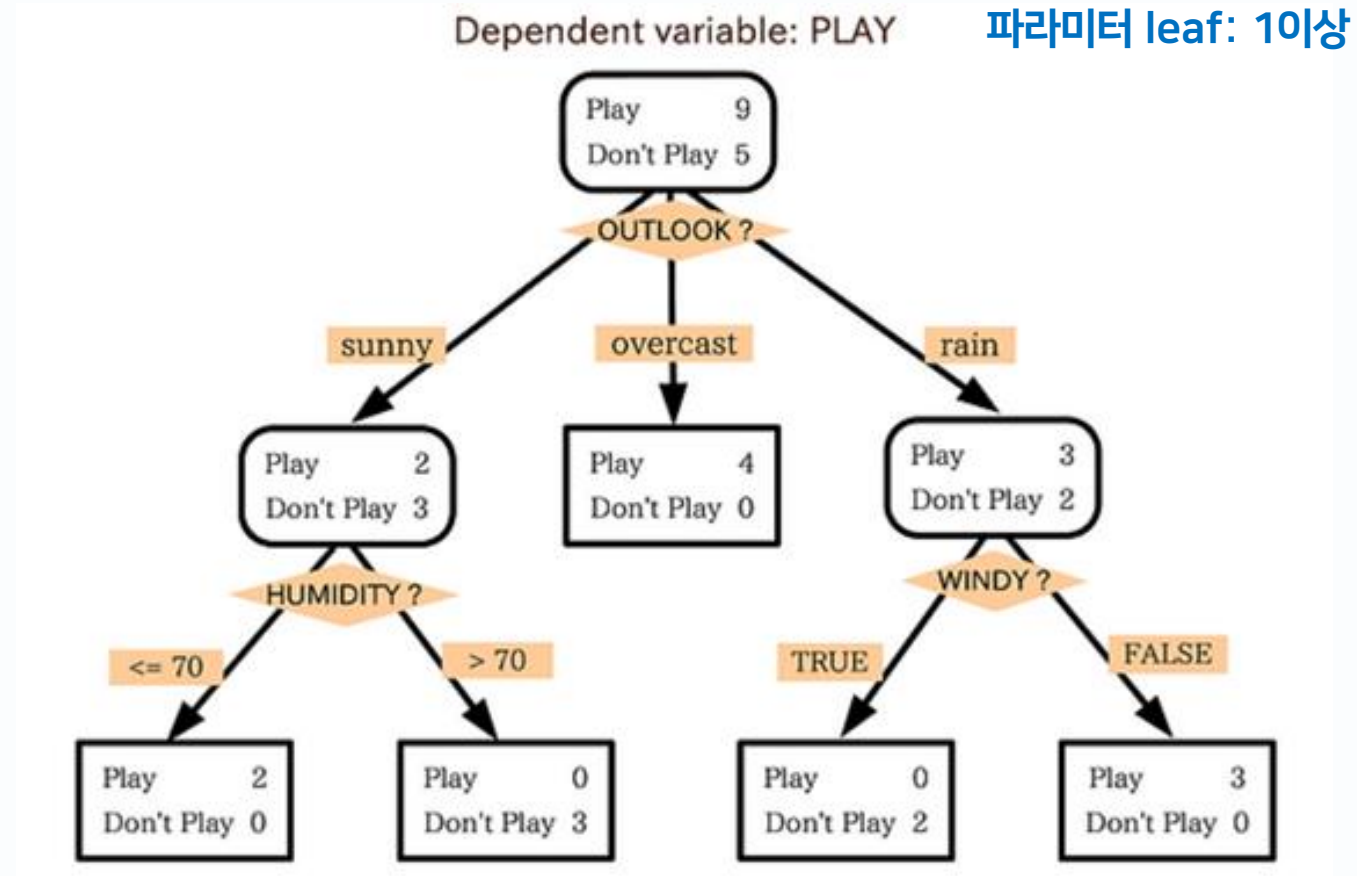 Dependent variable: PLAY
파라미터 leaf: 1이상
Play 9
Don't Play 5
OUTLOOK ?
sunny
overcast
rain
Play 2
Don't Play 3
Play 4
Don't Play 0
Play 3
Don't Play 2
HUMIDITY ?
WINDY ?
<= 70
> 70
TRUE
FALSE
Play 2
Don't Play 0
Play 0
Don't Play 3
Play 0
Don't Play 2
Play 3
Don't Play 0